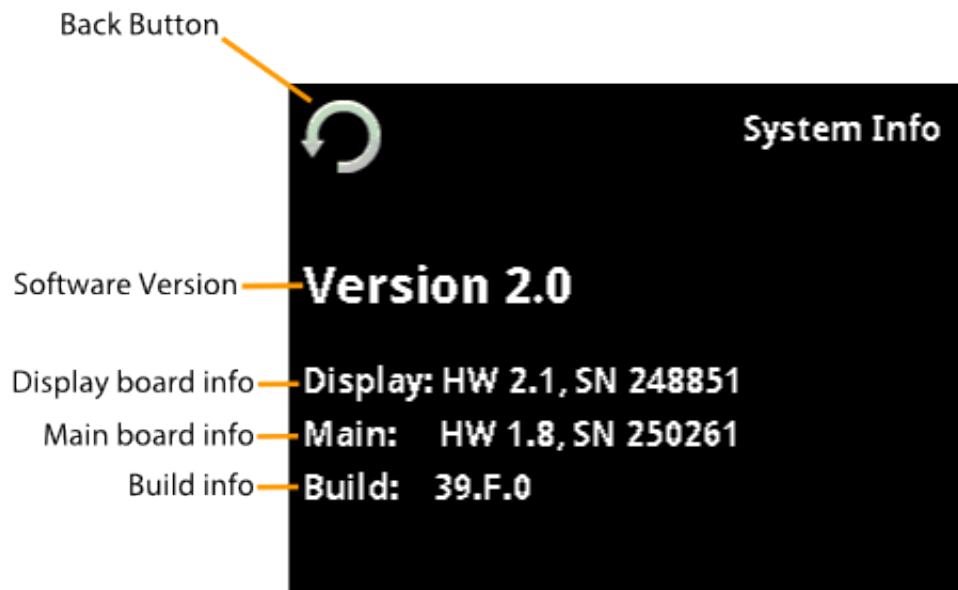 Back Button
System Info
Software Version
Version 2.0
Display board info
Display: HW 2.1, SN 248851
Main board info
Main: HW 1.8, SN 250261
Build info
Build: 39.F.0